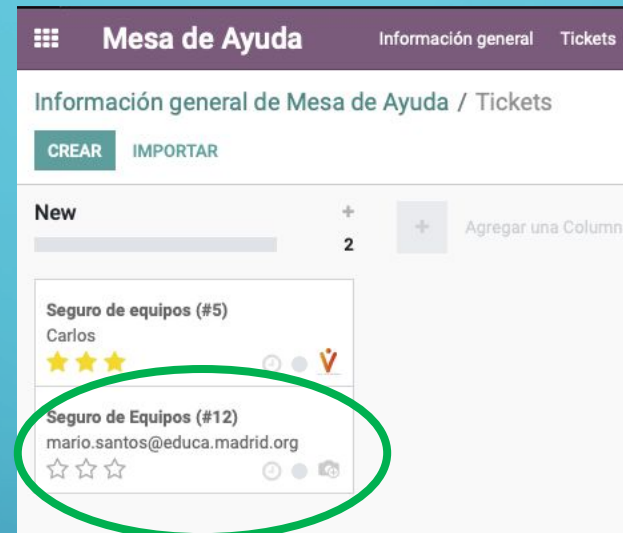 Mesa de Ayuda Información general Tickets
Información general de Mesa de Ayuda / Tickets
CREAR IMPORTAR
New +
2
+ Agregar una Column
Seguro de equipos (#5)
Carlos
Seguro de Equipos (#12)
mario.santos@educa.madrid.org